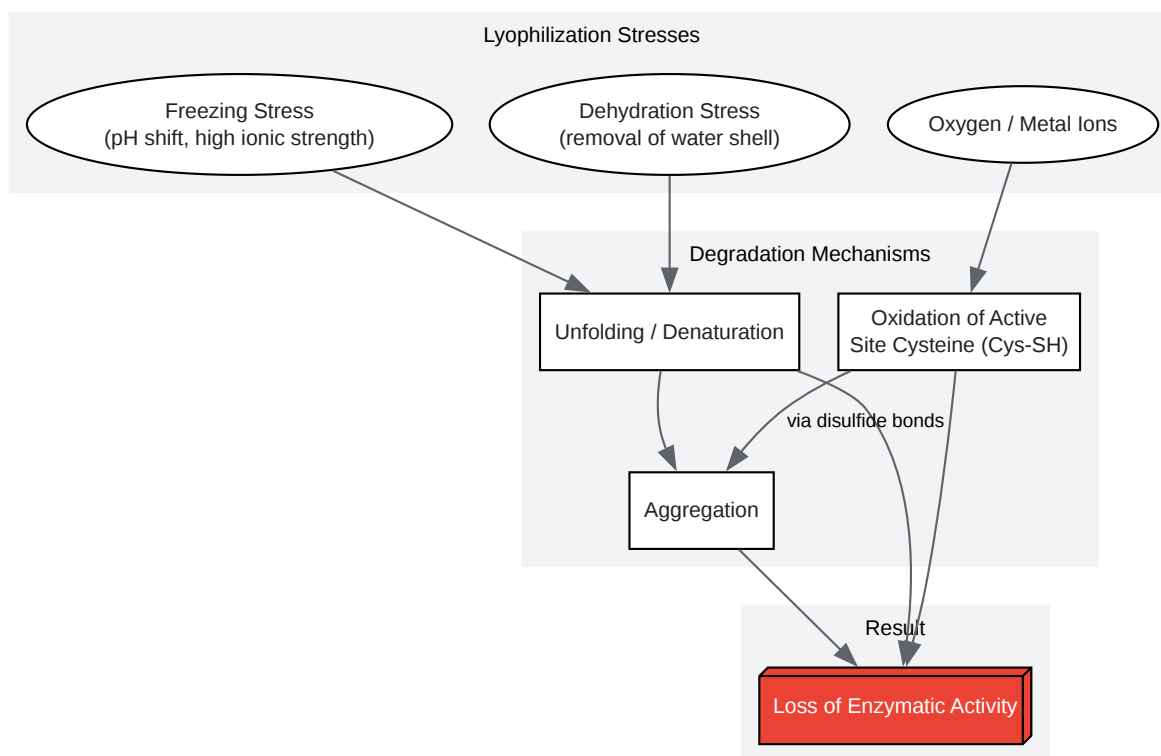 Lyophilization Stresses
Freezing Stress
(pH shift, high ionic strength)
Dehydration Stress
(removal of water shell)
Oxygen / Metal Ions
Degradation Mechanisms
Unfolding / Denaturation
Oxidation of Active
Site Cysteine (Cys-SH)
via disulfide bonds
Aggregation
Result
Loss of Enzymatic Activity